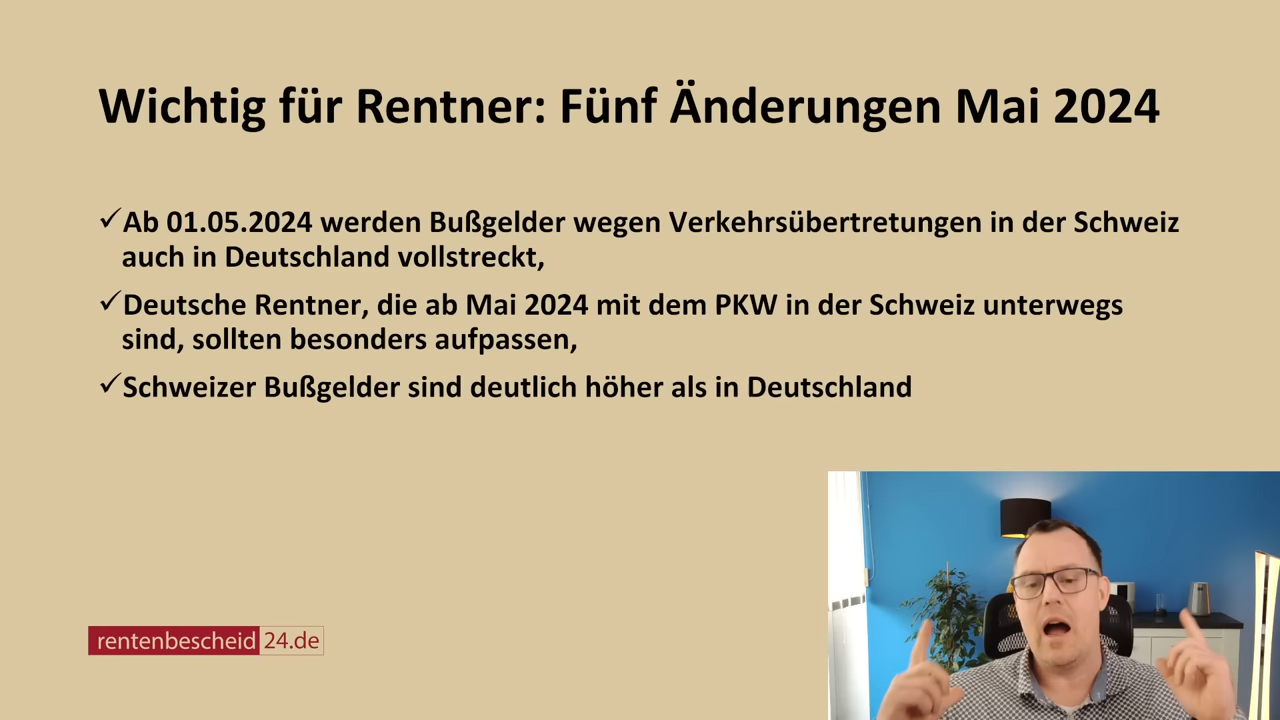 Wichtig für Rentner: Fünf Änderungen Mai 2024
✓Ab 01.05.2024 werden Bußgelder wegen Verkehrsübertretungen in der Schweiz
auch in Deutschland vollstreckt,
✓Deutsche Rentner, die ab Mai 2024 mit dem PKW in der Schweiz unterwegs
sind, sollten besonders aufpassen,
✓Schweizer Bußgelder sind deutlich höher als in Deutschland
rentenbescheid 24.de